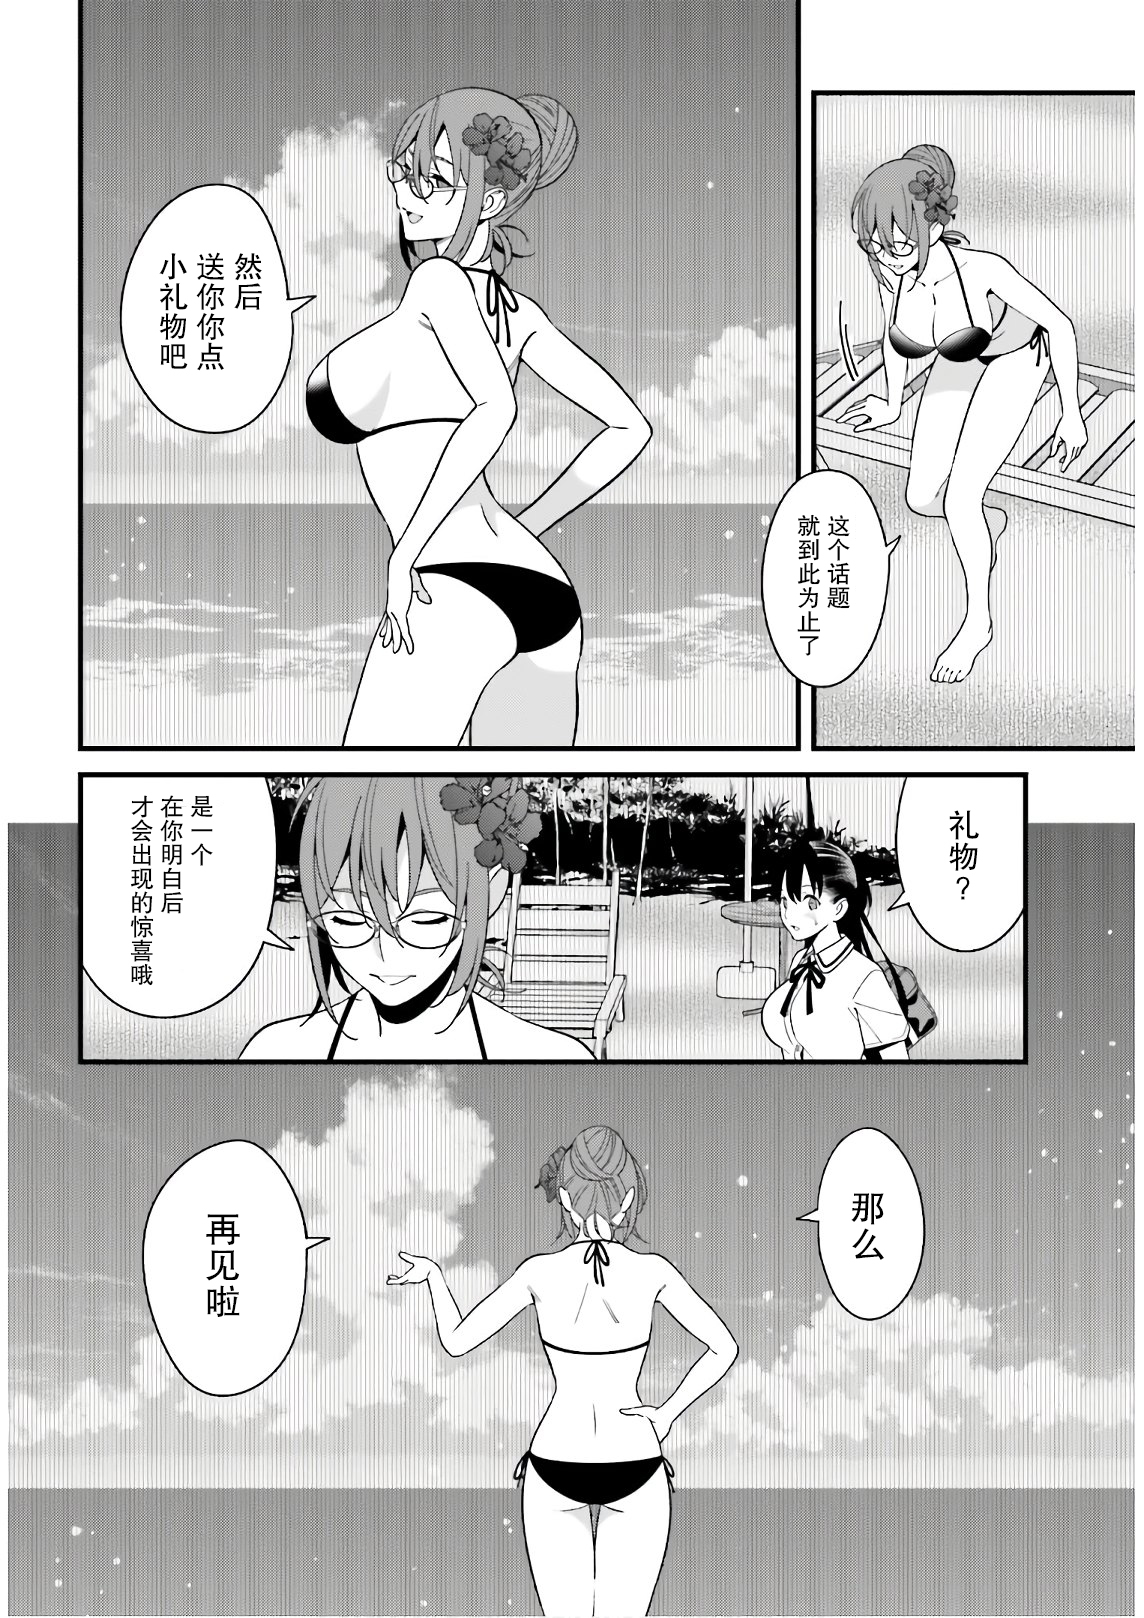 这个话题
就到此为止了
然后
送你你点
小礼物吧
礼物？
是一个
在你明白后
才会出现的惊喜哦
那么
再见啦